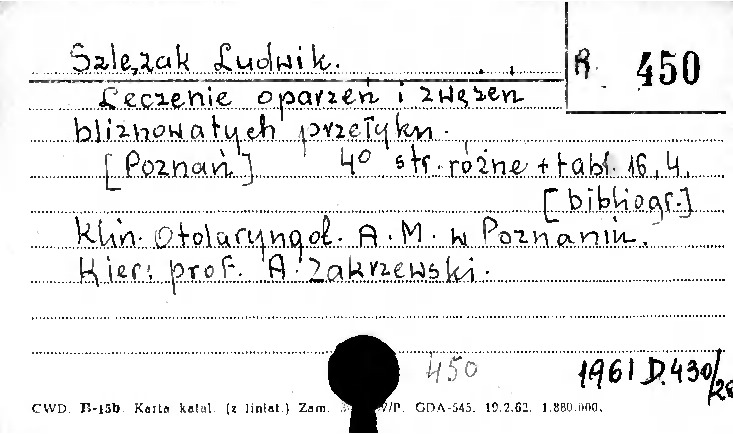 Szlęzak Ludwik.
R 450
Leczenie oparzeń i zwężeń
bliznowatych przełyku.
[Poznań] 4° str. różne + tabl. 16, 4.
[bibliogr.]
Klin. Otolaryngol. A. M. w Poznaniu.
Kier: prof. A. Zakrzewski.
450
1961 D.430/28
CWD. B-15b. Karta katal. (z liniat.) Zam. W/P. GDA-545. 19.2.62. 1.880.000.